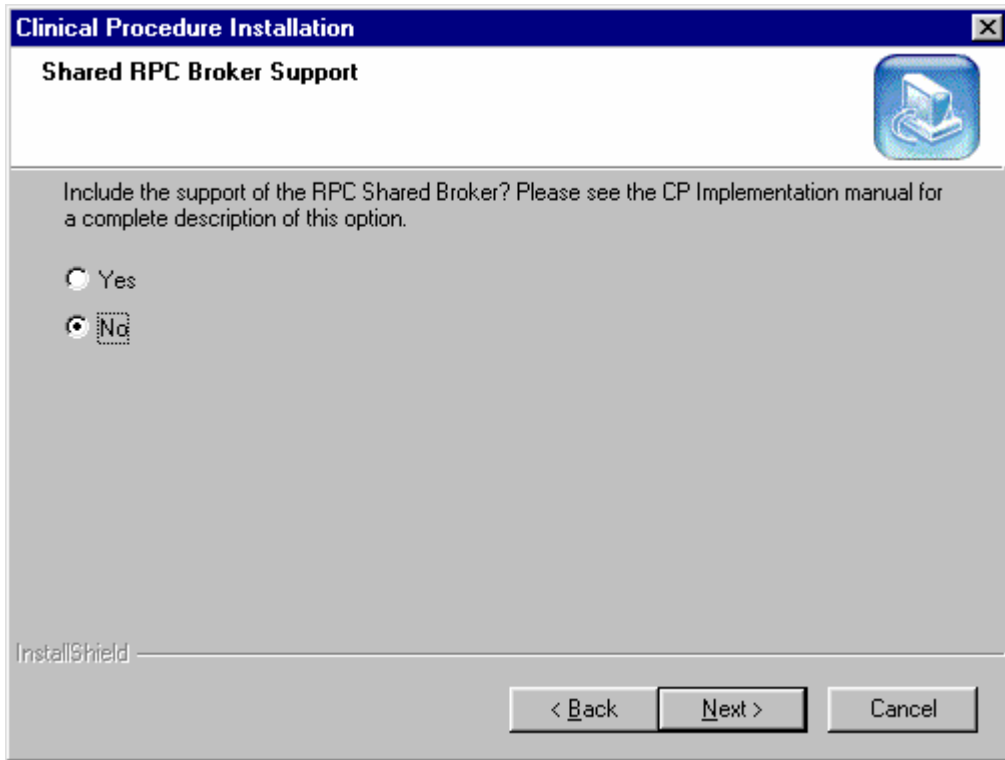 Clinical Procedure Installation
Shared RPC Broker Support
Include the support of the RPC Shared Broker? Please see the CP Implementation manual for
a complete description of this option.
Yes
No
InstallShield
< Back
Next >
Cancel